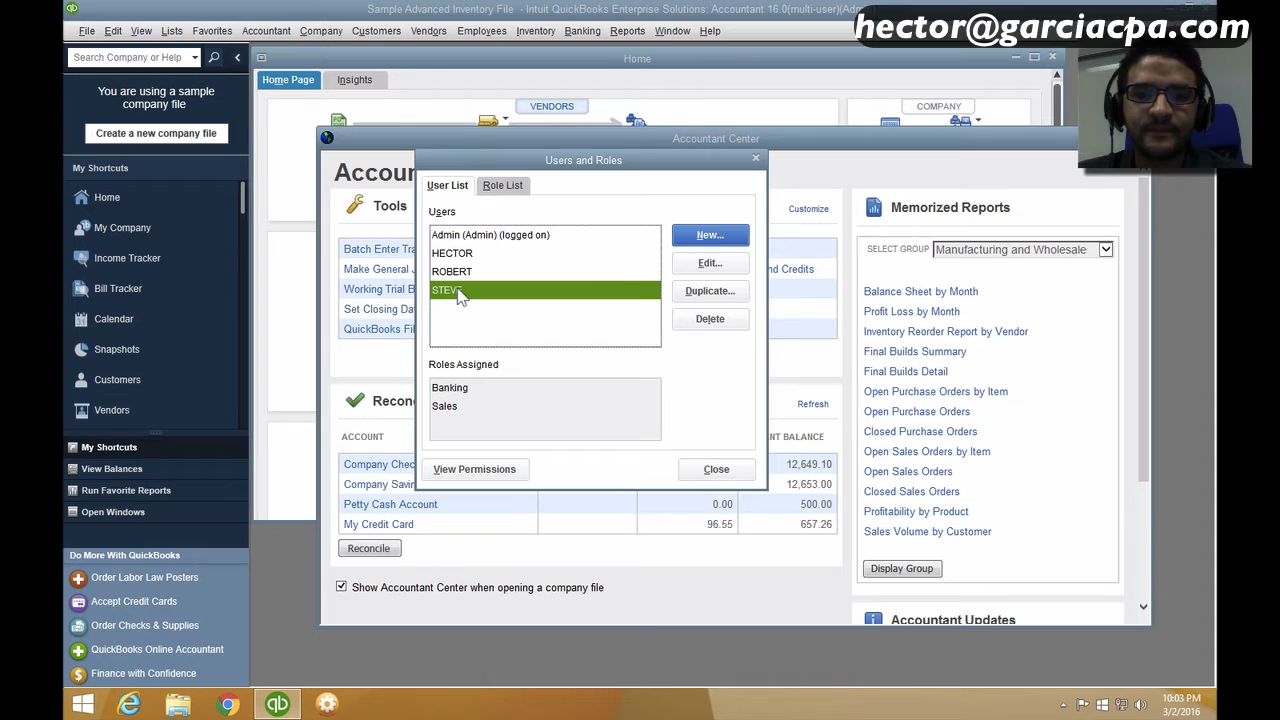 Sample Advanced Inventory File - Intuit QuickBooks Enterprise Solutions: Accountant 16.0(multi-user)(Admin)
hector@garciacpa.com
File Edit View Lists Favorites Accountant Company Customers Vendors Employees Inventory Banking Reports Window Help
Search Company or Help
Home
Home Page Insights
You are using a
sample
company file
Create a new company file
VENDORS
COMPANY
My Shortcuts
Home
My Company
Income Tracker
Bill Tracker
Calendar
Snapshots
Customers
Vendors
My Shortcuts
View Balances
Run Favorite Reports
Open Windows
Do More With QuickBooks
Order Labor Law Posters
Accept Credit Cards
Order Checks & Supplies
QuickBooks Online Accountant
Finance with Confidence
Accountant Center
Tools
Customize
Batch Enter
Make General
and Credits
Working Trial
Set Closing
QuickBooks
Refresh
ACCOUNT
BALANCE
Company
12,649.10
Company
12,653.00
Petty Cash Account 0.00 500.00
My Credit Card 96.55 657.26
Reconcile
Show Accountant Center when opening a company file
Users and Roles
User List Role List
Users
Admin (Admin) (logged on)
HECTOR
ROBERT
STEVE
New...
Edit...
Duplicate...
Delete
Roles Assigned
Banking
Sales
View Permissions
Close
Memorized Reports
SELECT GROUP Manufacturing and Wholesale
Balance Sheet by Month
Profit Loss by Month
Inventory Reorder Report by Vendor
Final Builds Summary
Final Builds Detail
Open Purchase Orders by Item
Open Purchase Orders
Closed Purchase Orders
Open Sales Orders by Item
Open Sales Orders
Closed Sales Orders
Profitability by Product
Sales Volume by Customer
Display Group
Accountant Updates
10:03 PM
3/2/2016